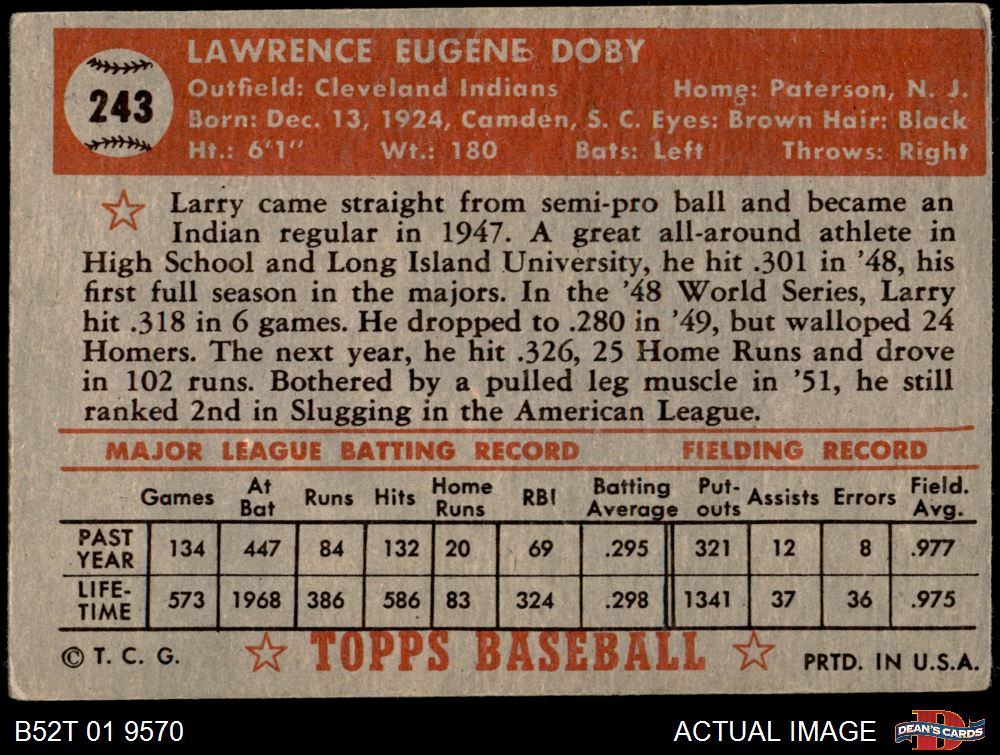 243
LAWRENCE EUGENE DOBY
Outfield: Cleveland Indians Home: Paterson, N. J.
Born: Dec. 13, 1924, Camden, S. C. Eyes: Brown Hair: Black
Ht.: 6'1" Wt.: 180 Bats: Left Throws: Right
Larry came straight from semi-pro ball and became an
Indian regular in 1947. A great all-around athlete in
High School and Long Island University, he hit .301 in '48, his
first full season in the majors. In the '48 World Series, Larry
hit .318 in 6 games. He dropped to .280 in '49, but walloped 24
Homers. The next year, he hit .326, 25 Home Runs and drove
in 102 runs. Bothered by a pulled leg muscle in '51, he still
ranked 2nd in Slugging in the American League.
MAJOR LEAGUE BATTING RECORD FIELDING RECORD
Games At Bat Runs Hits Home Runs RBI Batting Average Put-outs Assists Errors Field. Avg.
PAST YEAR 134 447 84 132 20 69 .295 321 12 8 .977
LIFE-TIME 573 1968 386 586 83 324 .298 1341 37 36 .975
© T. C. G. TOPPS BASEBALL PRTD. IN U.S.A.
B52T 01 9570 ACTUAL IMAGE D DEAN'S CARDS